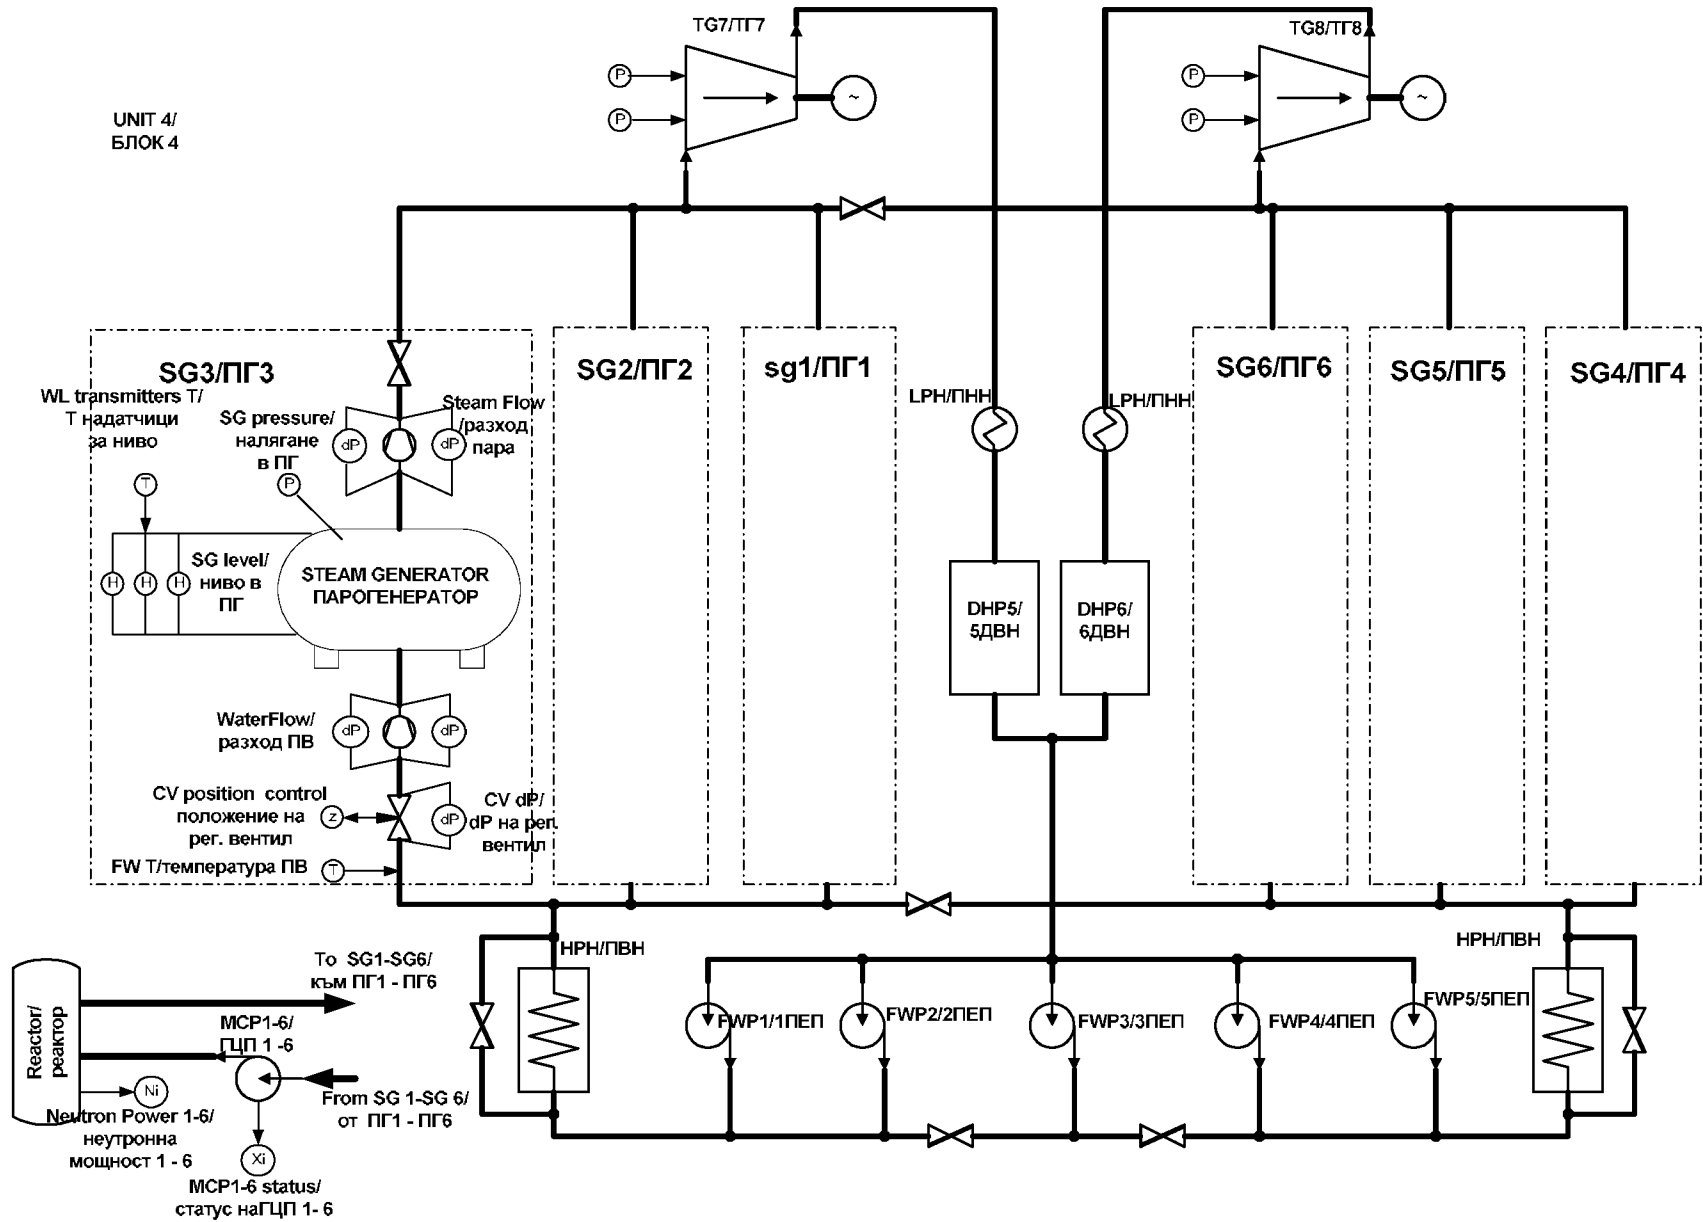 TG7/ТГ7
TG8/ТГ8
P
P
~
P
P
~
UNIT 4/
БЛОК 4
SG3/ПГ3
SG2/ПГ2
sg1/ПГ1
SG6/ПГ6
SG5/ПГ5
SG4/ПГ4
WL transmitters T/
Т надатчици
за ниво
SG pressure/
налягане
в ПГ
Steam Flow
/разход
пара
LPH/ПНН
LPH/ПНН
dP
dP
T
P
SG level/
ниво в
ПГ
H
H
H
STEAM GENERATOR
ПАРОГЕНЕРАТОР
DHP5/
5ДВН
DHP6/
6ДВН
WaterFlow/
разход ПВ
dP
dP
CV position control
положение на
рег. вентил
z
dP
CV dP/
dP на рег.
вентил
FW T/температура ПВ
T
HPH/ПВН
HPH/ПВН
To SG1-SG6/
към ПГ1 - ПГ6
Reactor/
реактор
MCP1-6/
ГЦП 1 -6
FWP1/1ПЕП
FWP2/2ПЕП
FWP3/3ПЕП
FWP4/4ПЕП
FWP5/5ПЕП
Ni
From SG 1-SG 6/
от ПГ1 - ПГ6
Neutron Power 1-6/
неутронна
мощност 1 - 6
Xi
MCP1-6 status/
статус наГЦП 1- 6